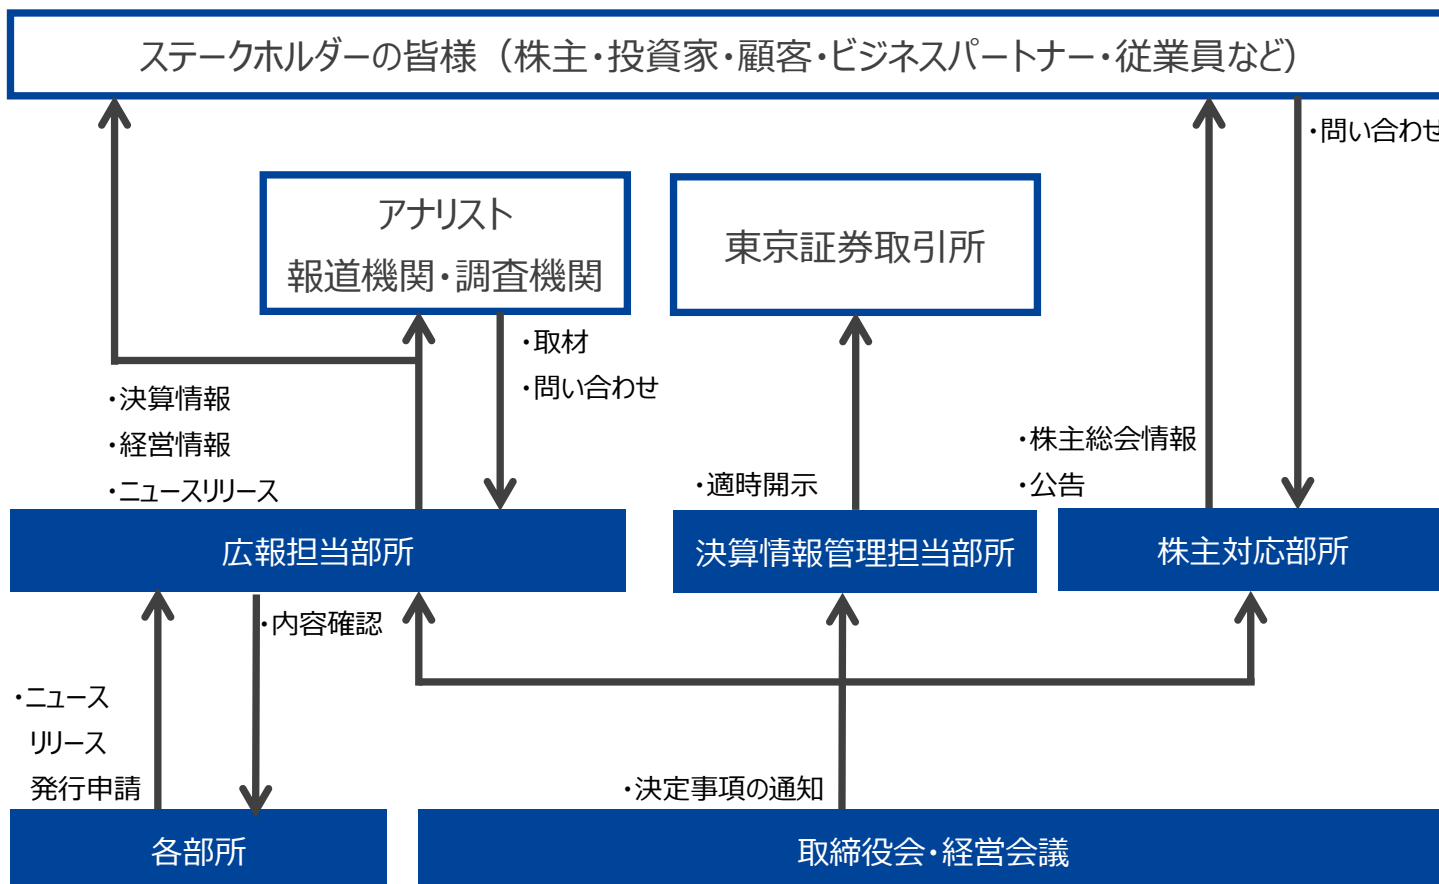 ステークホルダーの皆様（株主・投資家・顧客・ビジネスパートナー・従業員など）
・問い合わせ
アナリスト
報道機関・調査機関
東京証券取引所
・取材
・問い合わせ
・決算情報
・経営情報
・ニュースリリース
・適時開示
・株主総会情報
・公告
広報担当部所
決算情報管理担当部所
株主対応部所
・内容確認
・ニュース
リリース
発行申請
・決定事項の通知
各部所
取締役会・経営会議